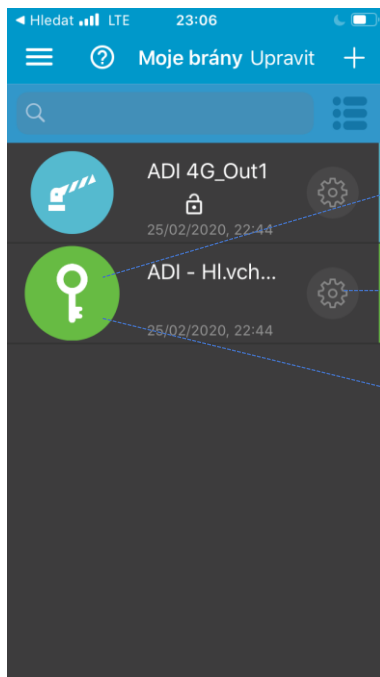 Hledat LTE 23:06
Moje brány Upravit
ADI 4G_Out1
25/02/2020, 22:44
ADI - Hl.vch...
25/02/2020, 22:44